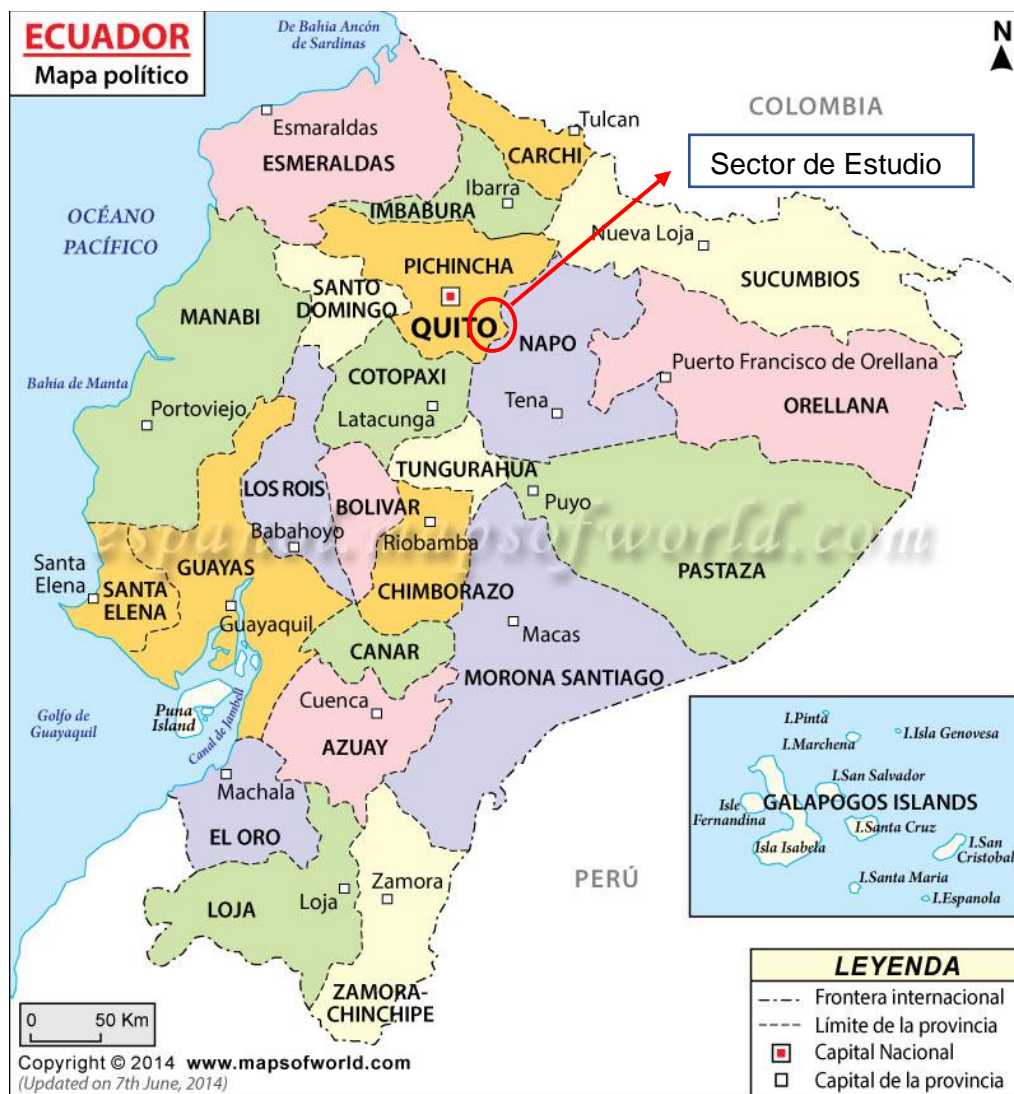 ECUADOR
Mapa político
De Bahia Ancón
de Sardinas
N
COLOMBIA
Esmaraldas
ESMERALDAS
Tulcan
CARCHI
Sector de Estudio
Ibarra
IMBABURA
OCÉANO
PACÍFICO
Nueva Loja
SUCUMBIOS
PICHINCHA
SANTO
DOMINGO
MANABI
QUITO
NAPO
Puerto Francisco de Orellana
COTOPAXI
Bahia de Manta
Latacunga
Tena
ORELLANA
Portoviejo
TUNGURAHUA
LOS ROIS
BOLIVAR
Puyo
Babahoyo
Riobamba
espanol.mapsofworld.com
Santa
Elena
SANTA
ELENA
GUAYAS
PASTAZA
CHIMBORAZO
Guayaquil
Macas
CANAR
MORONA SANTIAGO
Puna
Island
Canal de Jambell
Golfo de
Guayaquil
Cuenca
AZUAY
Machala
EL ORO
PERÚ
LOJA
Loja
Zamora
ZAMORA-
CHINCHIPE
I.Pinta
I.Marchena
I.Isla Genovesa
I.San Salvador
GALAPOGOS ISLANDS
Isle
Fernandina
I.Santa Cruz
Isla Isabela
I.San
Cristobal
I.Santa Maria
I.Espanola
LEYENDA
Frontera internacional
Límite de la provincia
Capital Nacional
Capital de la provincia
0 50 Km
Copyright © 2014 www.mapsofworld.com
(Updated on 7th June, 2014)